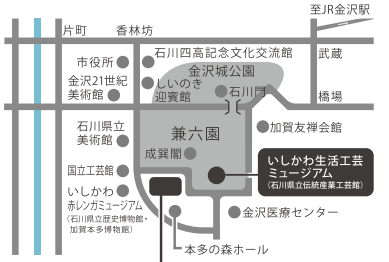 至JR金沢駅
片町
香林坊
石川四高記念文化交流館
武蔵
市役所
金沢城公園
金沢21世紀
美術館
しいのき
迎賓館
石川門
橋場
兼六園
石川県立
美術館
加賀友禅会館
成巽閣
いしかわ生活工芸
ミュージアム
(石川県立伝統産業工芸館)
国立工芸館
いしかわ
赤レンガミュージアム
(石川県立歴史博物館・
加賀本多博物館)
金沢医療センター
本多の森ホール